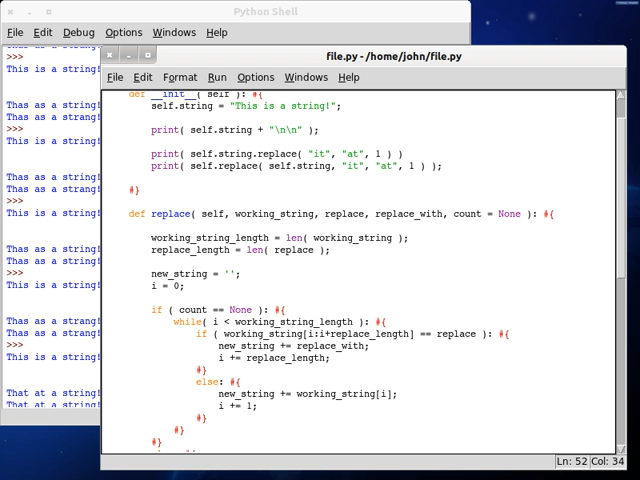 Python Shell
File Edit Debug Options Windows Help
>>>
This is a string!
Thas as a string!
Thas as a strang!
>>>
This is a string!
Thas as a string!
Thas as a strang!
>>>
This is a string!
Thas as a string!
Thas as a string!
>>>
This is a string!
Thas as a string!
Thas as a strang!
>>>
This is a string!
That at a string!
That at a string!
file.py - /home/john/file.py
File Edit Format Run Options Windows Help
def __init__( self ): #{
self.string = "This is a string!";
print( self.string + "\n\n" );
print( self.string.replace( "it", "at", 1 ) )
print( self.replace( self.string, "it", "at", 1 ) );
#}
def replace( self, working_string, replace, replace_with, count = None ): #{
working_string_length = len( working_string );
replace_length = len( replace );
new_string = '';
i = 0;
if ( count == None ): #{
while( i < working_string_length ): #{
if ( working_string[i:i+replace_length] == replace ): #{
new_string += replace_with;
i += replace_length;
#}
else: #{
new_string += working_string[i];
i += 1;
#}
#}
#}
Ln: 52 Col: 34